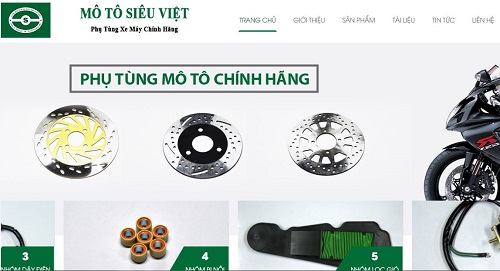 MÔ TÔ SIÊU VIỆT
Phụ Tùng Xe Máy Chính Hãng
TRANG CHỦ GIỚI THIỆU SẢN PHẨM TÀI LIỆU TIN TỨC LIÊN HỆ
PHỤ TÙNG MÔ TÔ CHÍNH HÃNG
3
NHÓM DÂY ĐIỆN
4
NHÓM BI NỒI
5
NHÓM LỌC GIÓ